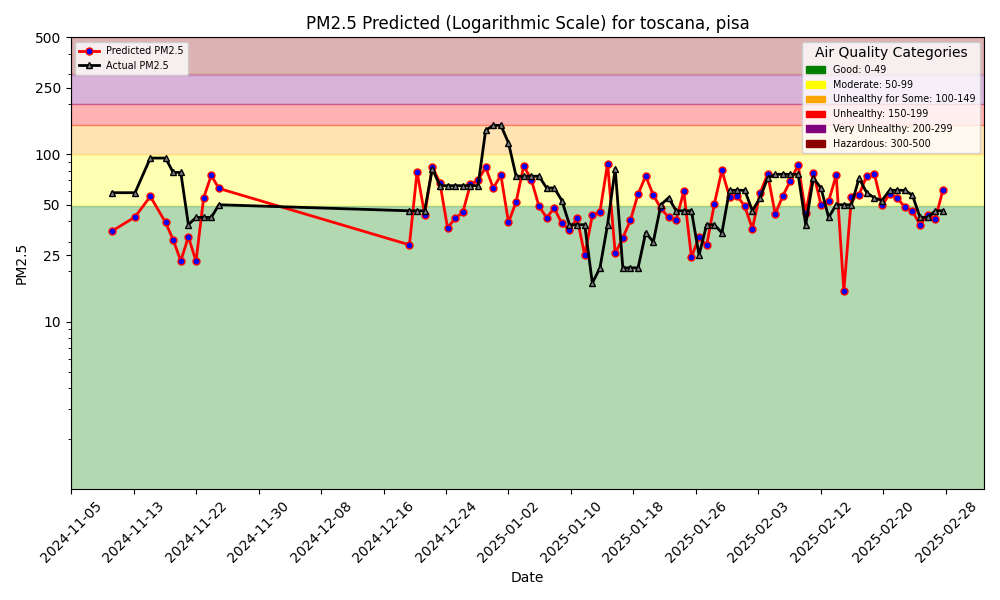 PM2.5 Predicted (Logarithmic Scale) for toscana, pisa
Predicted PM2.5
Actual PM2.5
Air Quality Categories
Good: 0-49
Moderate: 50-99
Unhealthy for Some: 100-149
Unhealthy: 150-199
Very Unhealthy: 200-299
Hazardous: 300-500
PM2.5
500
250
100
50
25
10
2024-11-05
2024-11-13
2024-11-22
2024-11-30
2024-12-08
2024-12-16
2024-12-24
2025-01-02
2025-01-10
2025-01-18
2025-01-26
2025-02-03
2025-02-12
2025-02-20
2025-02-28
Date